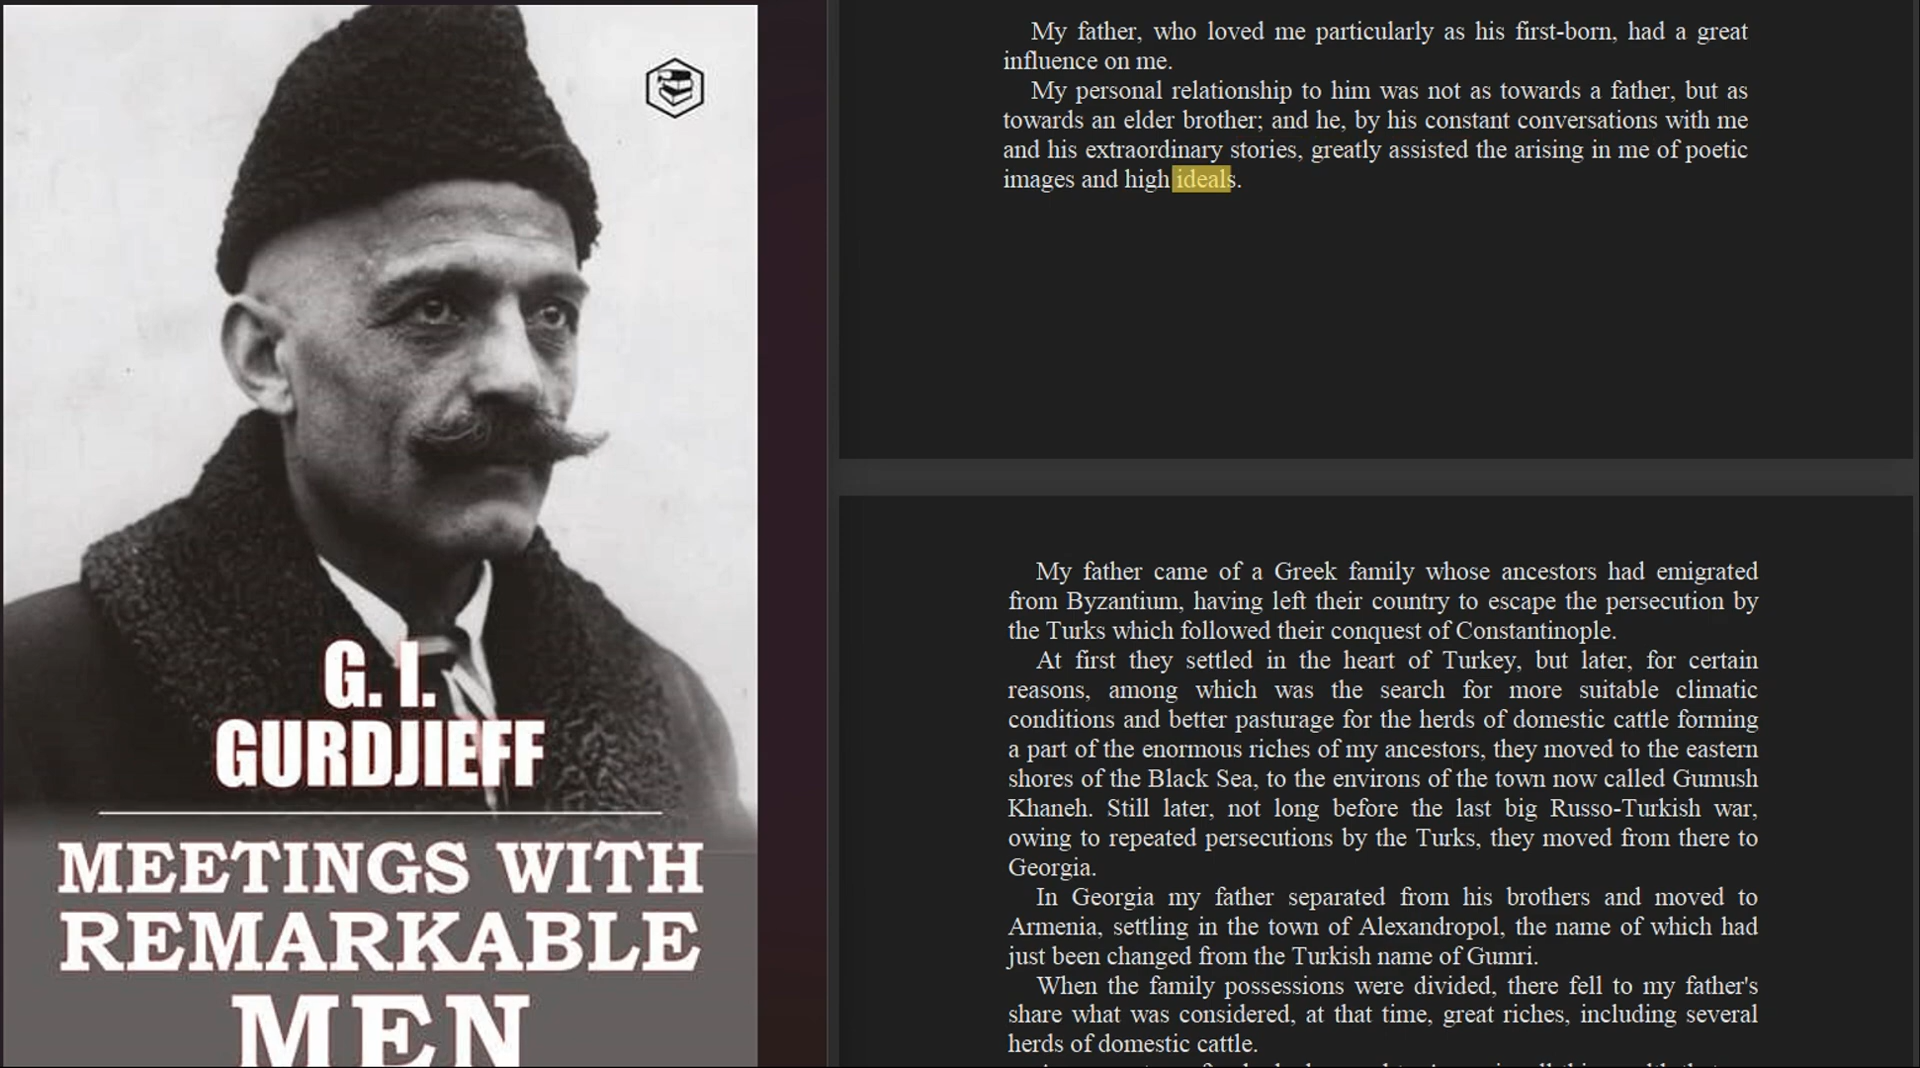 G. I.
GURDJIEFF
MEETINGS WITH
REMARKABLE
MEN
My father, who loved me particularly as his first-born, had a great
influence on me.
My personal relationship to him was not as towards a father, but as
towards an elder brother; and he, by his constant conversations with me
and his extraordinary stories, greatly assisted the arising in me of poetic
images and high ideals.
My father came of a Greek family whose ancestors had emigrated
from Byzantium, having left their country to escape the persecution by
the Turks which followed their conquest of Constantinople.
At first they settled in the heart of Turkey, but later, for certain
reasons, among which was the search for more suitable climatic
conditions and better pasturage for the herds of domestic cattle forming
a part of the enormous riches of my ancestors, they moved to the eastern
shores of the Black Sea, to the environs of the town now called Gumush
Khaneh. Still later, not long before the last big Russo-Turkish war,
owing to repeated persecutions by the Turks, they moved from there to
Georgia.
In Georgia my father separated from his brothers and moved to
Armenia, settling in the town of Alexandropol, the name of which had
just been changed from the Turkish name of Gumri.
When the family possessions were divided, there fell to my father's
share what was considered, at that time, great riches, including several
herds of domestic cattle.